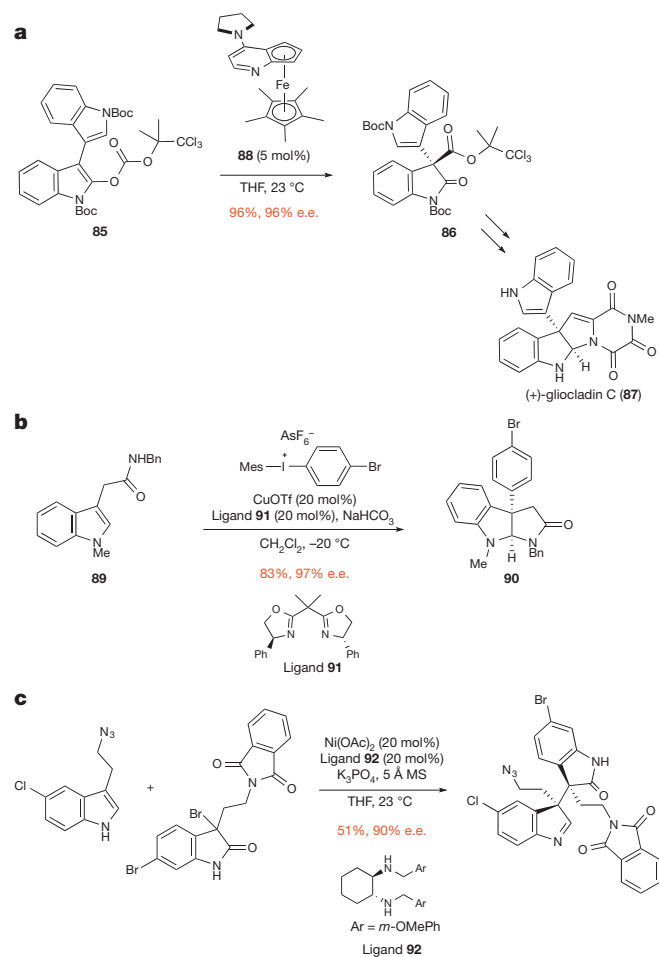 a
N
N
Fe
88 (5 mol%)
THF, 23 °C
96%, 96% e.e.
NBoc
O
O
O
CCl3
N
Boc
85
BocN
O
O
CCl3
O
N
Boc
86
HN
O
NMe
N
O
O
N
H
H
(+)-gliocladin C (87)
b
NHBn
O
N
Me
89
AsF6−
Mes
I
+
Br
CuOTf (20 mol%)
Ligand 91 (20 mol%), NaHCO3
CH2Cl2, –20 °C
83%, 97% e.e.
O
O
N
N
Ph
Ph
Ligand 91
Br
O
N
N
Me
H
Bn
90
c
N3
Cl
N
H
+
O
N
O
Br
O
Br
N
H
Ni(OAc)2 (20 mol%)
Ligand 92 (20 mol%)
K3PO4, 5 Å MS
THF, 23 °C
51%, 90% e.e.
H
N
Ar
N
H
Ar
Ar = m-OMePh
Ligand 92
Br
NH
O
N3
Cl
N
N
O
O